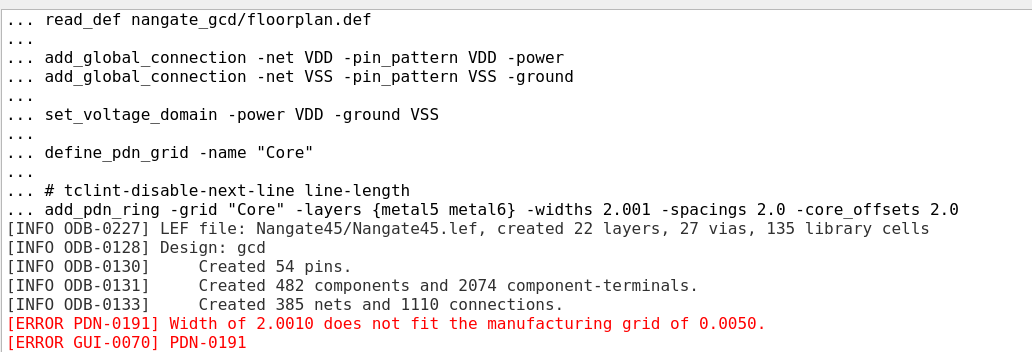 ... read_def nangate_gcd/floorplan.def
...
... add_global_connection -net VDD -pin_pattern VDD -power
... add_global_connection -net VSS -pin_pattern VSS -ground
...
... set_voltage_domain -power VDD -ground VSS
...
... define_pdn_grid -name "Core"
...
... # tclint-disable-next-line line-length
... add_pdn_ring -grid "Core" -layers {metal5 metal6} -widths 2.001 -spacings 2.0 -core_offsets 2.0
[INFO ODB-0227] LEF file: Nangate45/Nangate45.lef, created 22 layers, 27 vias, 135 library cells
[INFO ODB-0128] Design: gcd
[INFO ODB-0130]     Created 54 pins.
[INFO ODB-0131]     Created 482 components and 2074 component-terminals.
[INFO ODB-0133]     Created 385 nets and 1110 connections.
[ERROR PDN-0191] Width of 2.0010 does not fit the manufacturing grid of 0.0050.
[ERROR GUI-0070] PDN-0191